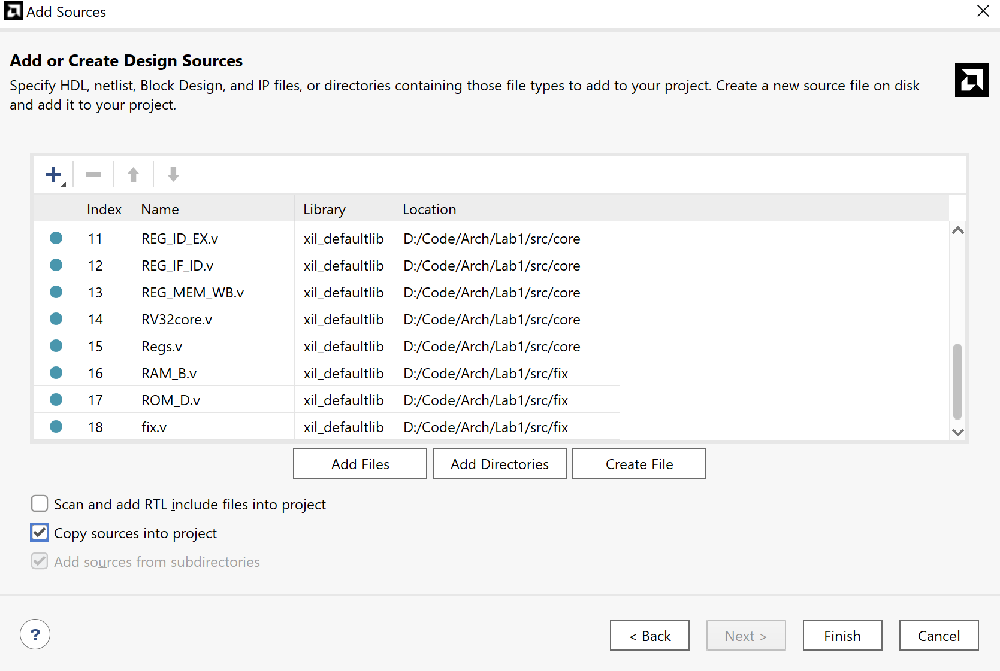 Add Sources
Add or Create Design Sources
Specify HDL, netlist, Block Design, and IP files, or directories containing those file types to add to your project. Create a new source file on disk
and add it to your project.
Index Name Library Location
11 REG_ID_EX.v xil_defaultlib D:/Code/Arch/Lab1/src/core
12 REG_IF_ID.v xil_defaultlib D:/Code/Arch/Lab1/src/core
13 REG_MEM_WB.v xil_defaultlib D:/Code/Arch/Lab1/src/core
14 RV32core.v xil_defaultlib D:/Code/Arch/Lab1/src/core
15 Regs.v xil_defaultlib D:/Code/Arch/Lab1/src/core
16 RAM_B.v xil_defaultlib D:/Code/Arch/Lab1/src/fix
17 ROM_D.v xil_defaultlib D:/Code/Arch/Lab1/src/fix
18 fix.v xil_defaultlib D:/Code/Arch/Lab1/src/fix
Add Files Add Directories Create File
Scan and add RTL include files into project
Copy sources into project
Add sources from subdirectories
? < Back Next > Finish Cancel